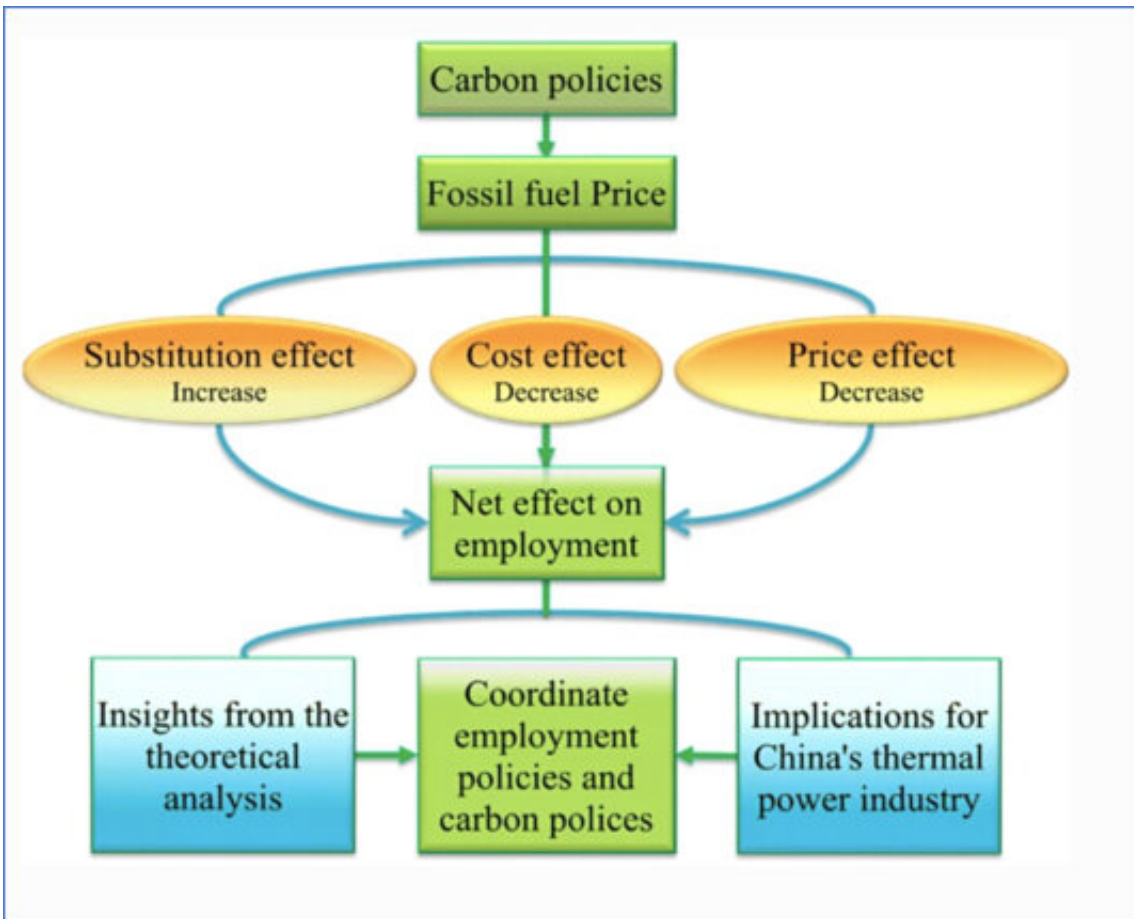 Carbon policies
Fossil fuel Price
Substitution effect
Increase
Cost effect
Decrease
Price effect
Decrease
Net effect on
employment
Insights from the
theoretical
analysis
Coordinate
employment
policies and
carbon polices
Implications for
China's thermal
power industry